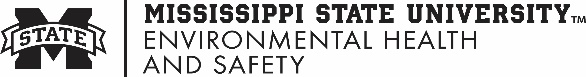 STATE
MISSISSIPPI STATE UNIVERSITY™
ENVIRONMENTAL HEALTH
AND SAFETY